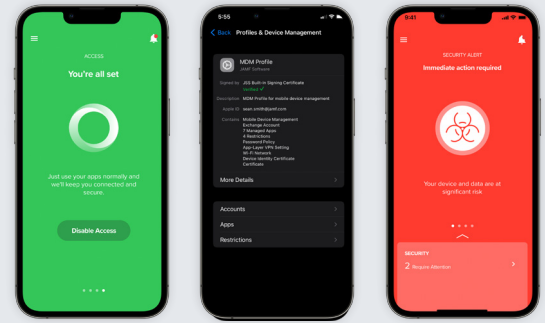 ACCESS
You're all set
Just use your apps normally and
we'll keep you connected and
secure.
Disable Access
5:55
Back
Profiles & Device Management
MDM Profile
JAMF Software
Signed by JSS Built-in Signing Certificate
Verified ✓
Description MDM Profile for mobile device management
Apple ID sean.smith@jamf.com
Contains Mobile Device Management
Exchange Account
7 Managed Apps
4 Restrictions
Password Policy
App-Layer VPN Setting
Wi-Fi Network
Device Identity Certificate
Certificate
More Details
Accounts
Apps
Restrictions
9:41
SECURITY ALERT
Immediate action required
Your device and data are at
significant risk
SECURITY
2 Require Attention